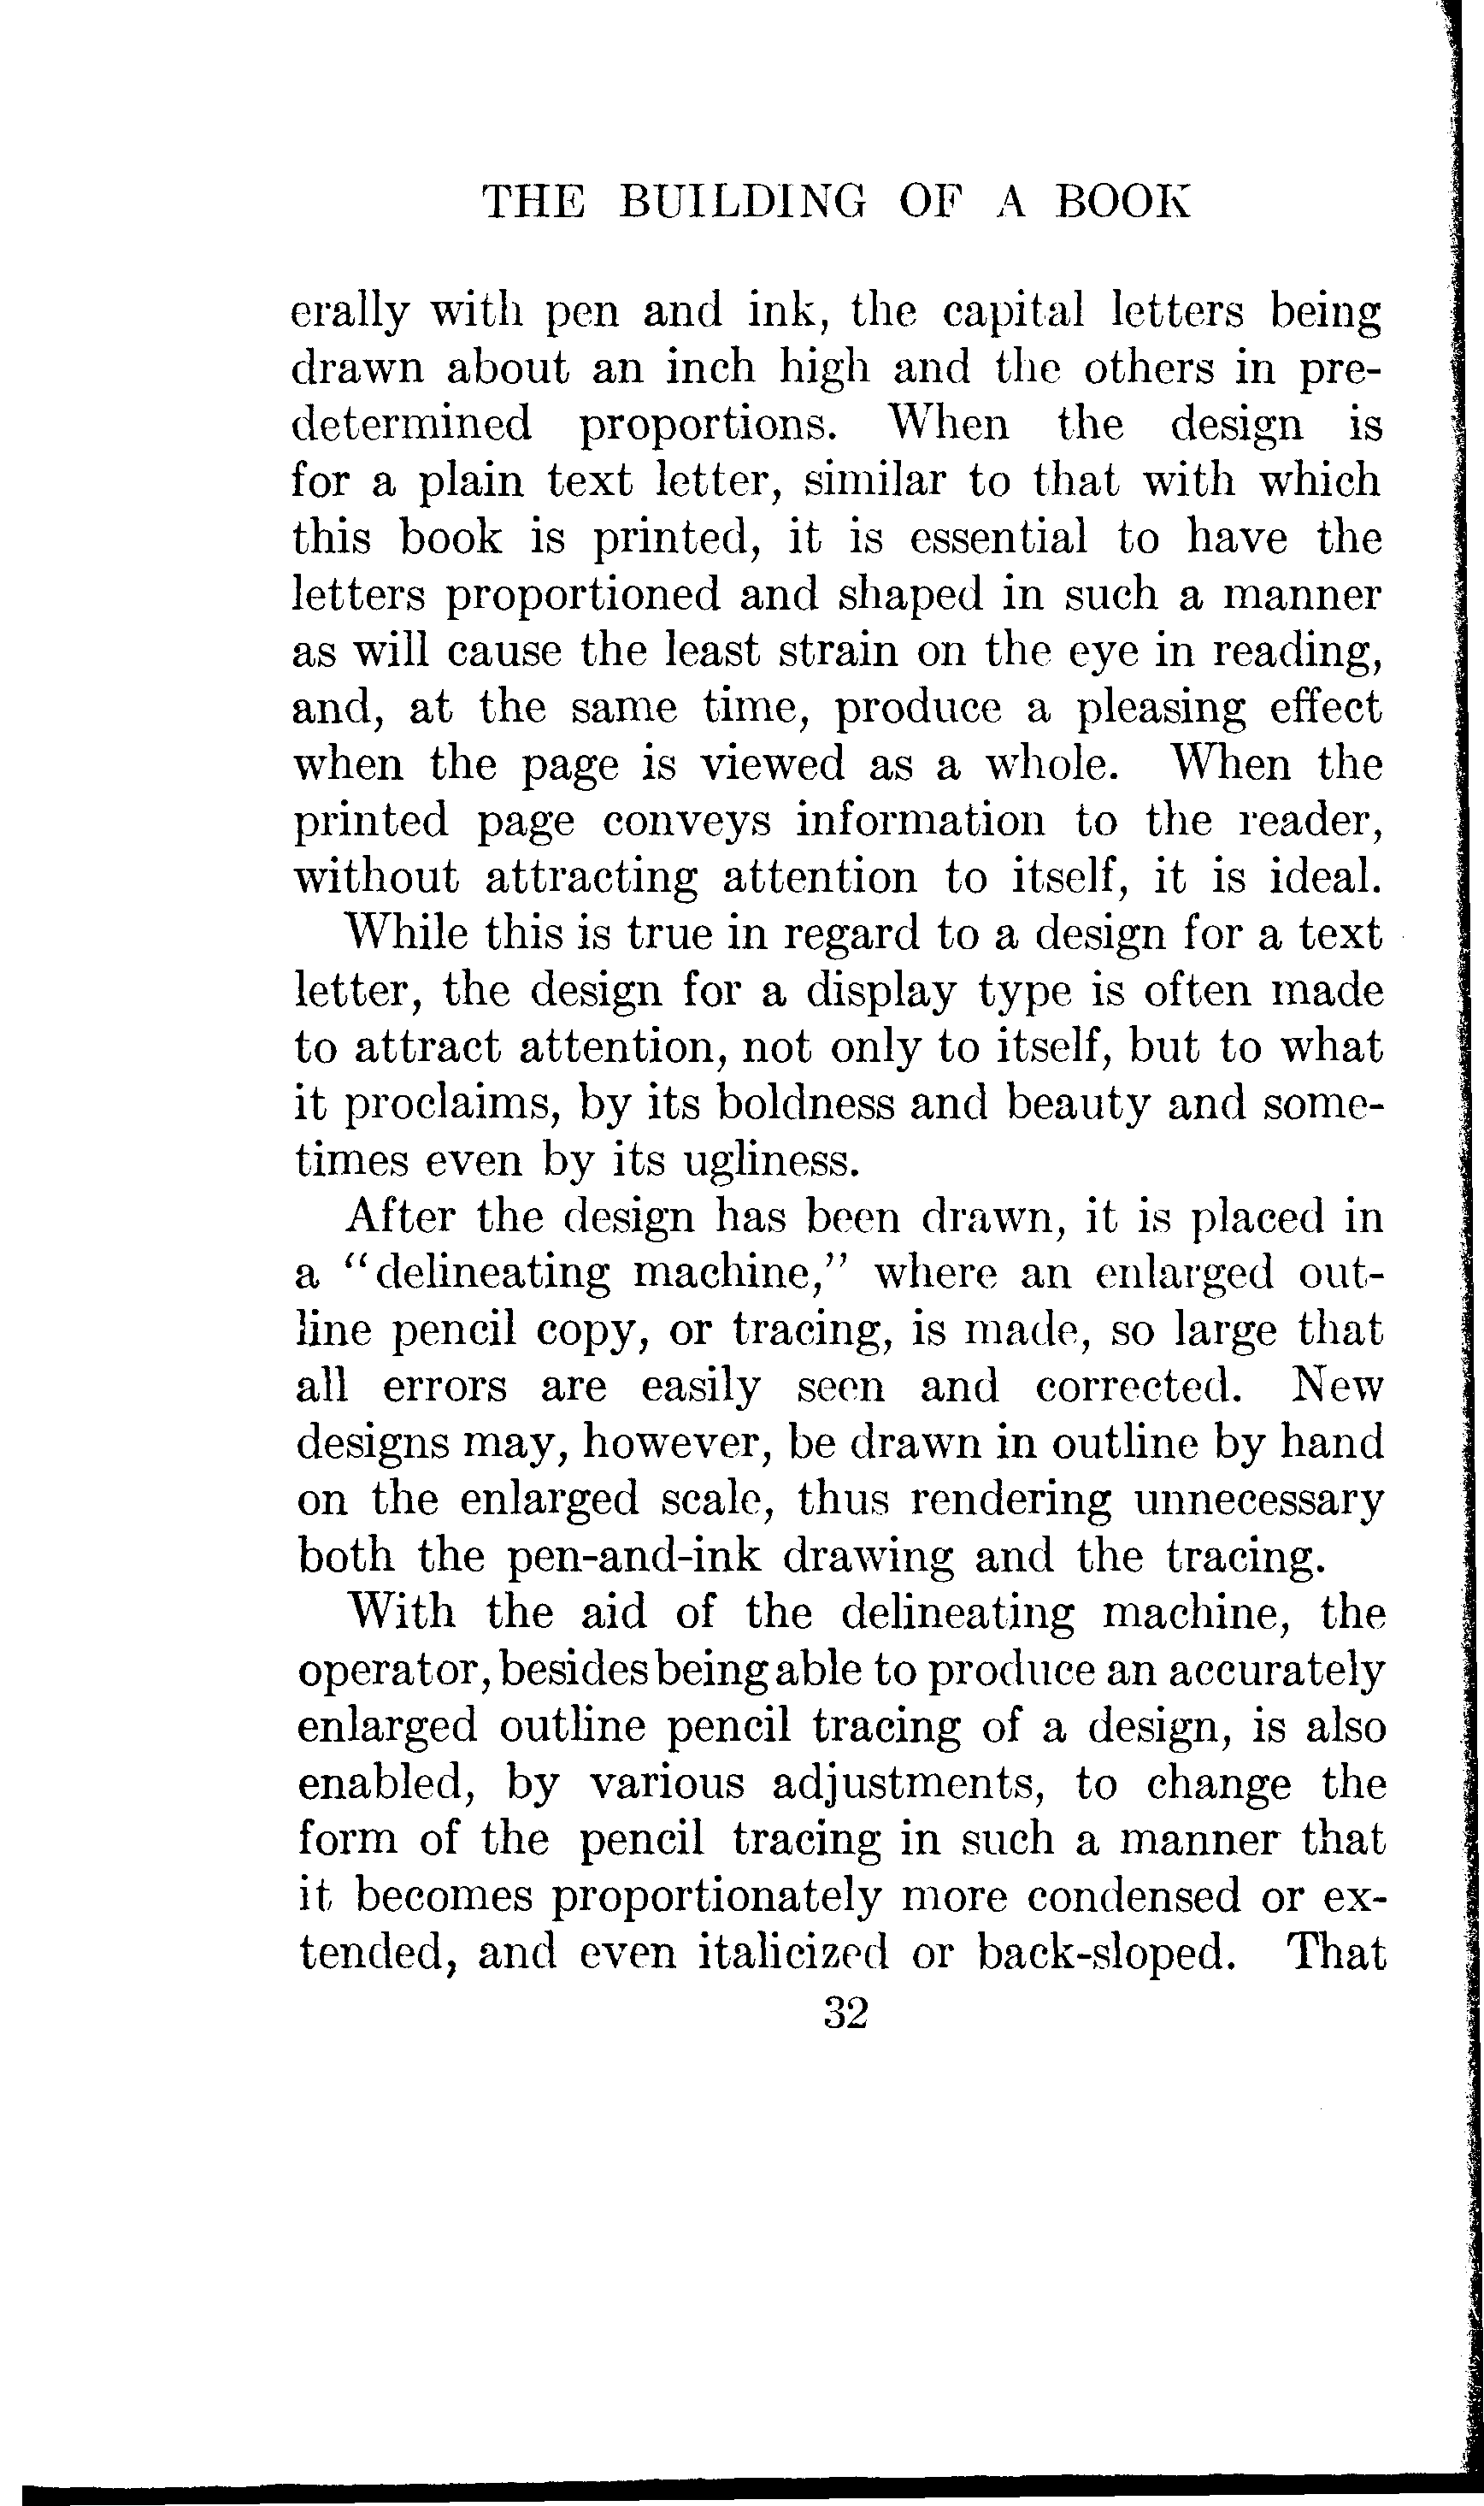 THE BUILDING OF A BOOK
erally with pen and ink, the capital letters being
drawn about an inch high and the others in pre-
determined proportions. When the design is
for a plain text letter, similar to that with which
this book is printed, it is essential to have the
letters proportioned and shaped in such a manner
as will cause the least strain on the eye in reading,
and, at the same time, produce a pleasing effect
when the page is viewed as a whole. When the
printed page conveys information to the reader,
without attracting attention to itself, it is ideal.
While this is true in regard to a design for a text
letter, the design for a display type is often made
to attract attention, not only to itself, but to what
it proclaims, by its boldness and beauty and some-
times even by its ugliness.
After the design has been drawn, it is placed in
a "delineating machine," where an enlarged out-
line pencil copy, or tracing, is made, so large that
all errors are easily seen and corrected. New
designs may, however, be drawn in outline by hand
on the enlarged scale, thus rendering unnecessary
both the pen-and-ink drawing and the tracing.
With the aid of the delineating machine, the
operator, besides being able to produce an accurately
enlarged outline pencil tracing of a design, is also
enabled, by various adjustments, to change the
form of the pencil tracing in such a manner that
it becomes proportionately more condensed or ex-
tended, and even italicized or back-sloped. That
32